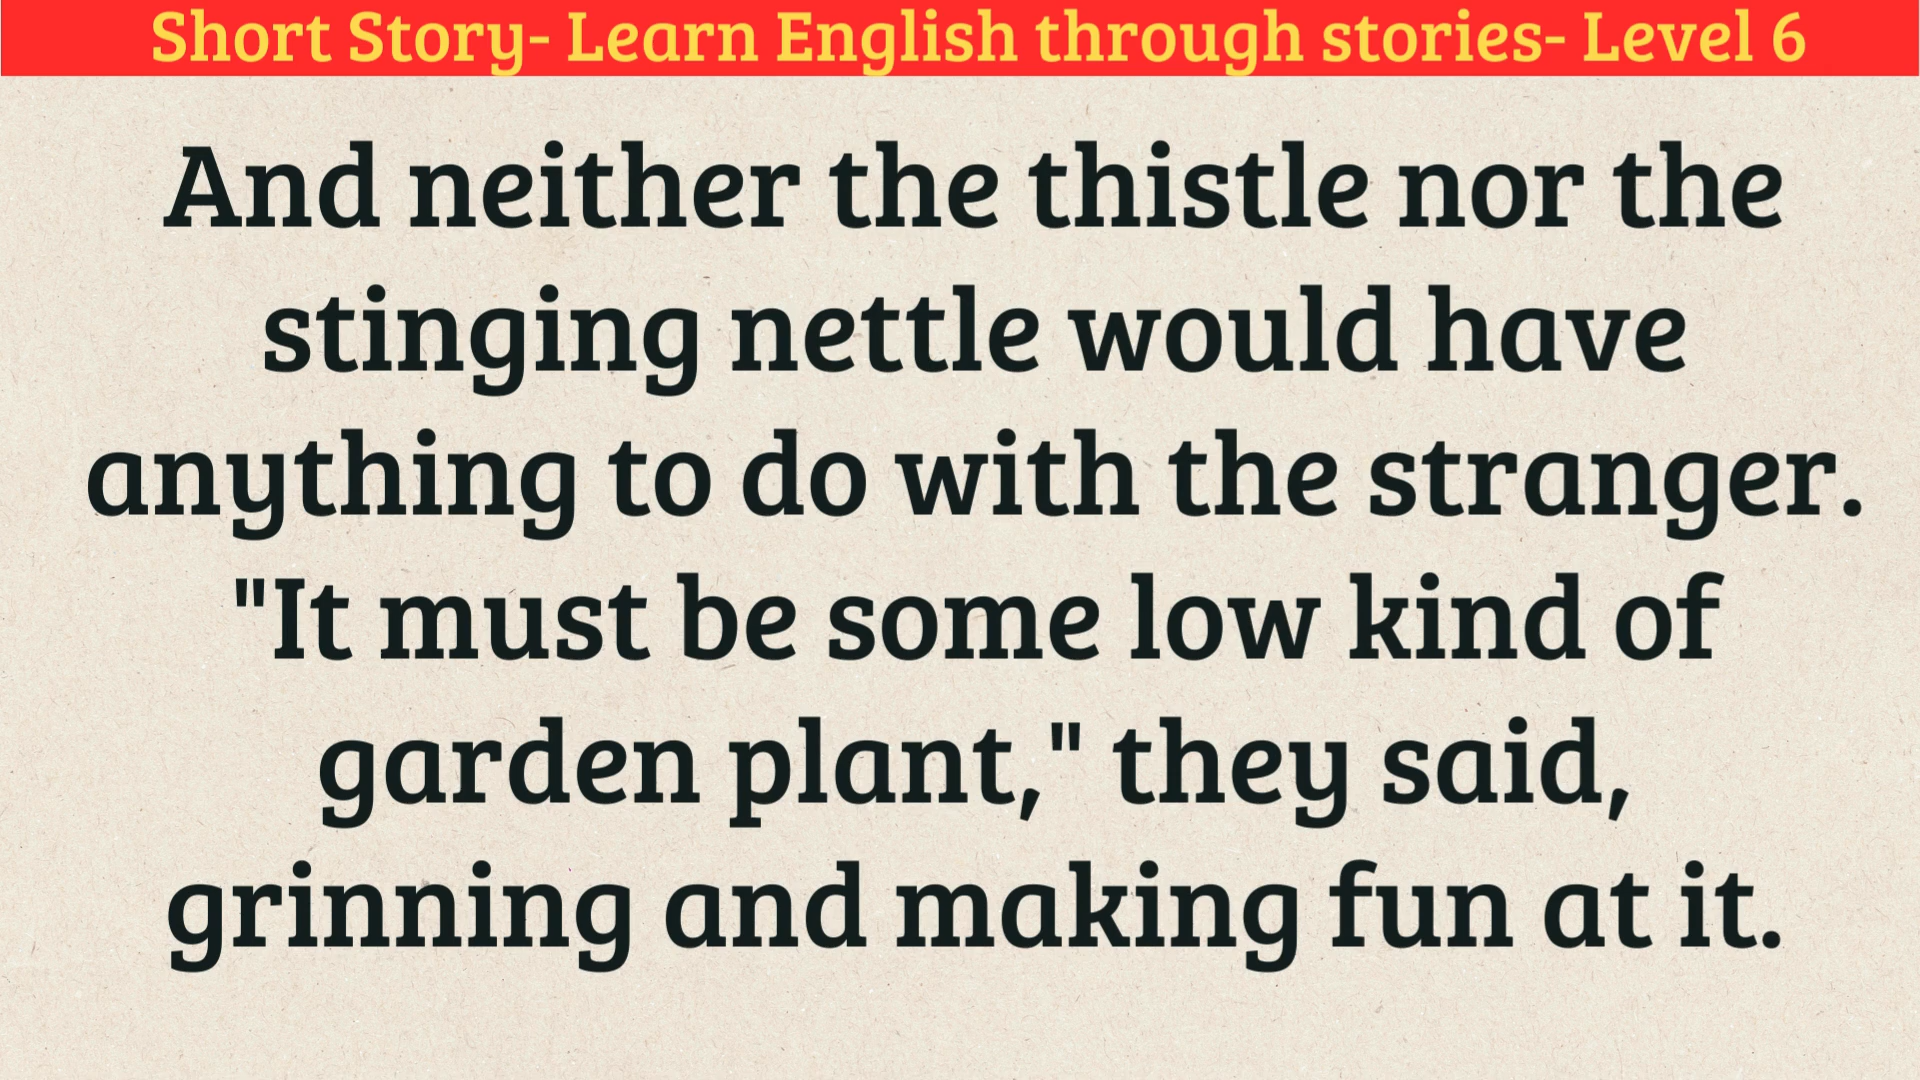 Short Story- Learn English through stories- Level 6
And neither the thistle nor the
stinging nettle would have
anything to do with the stranger.
"It must be some low kind of
garden plant," they said,
grinning and making fun at it.